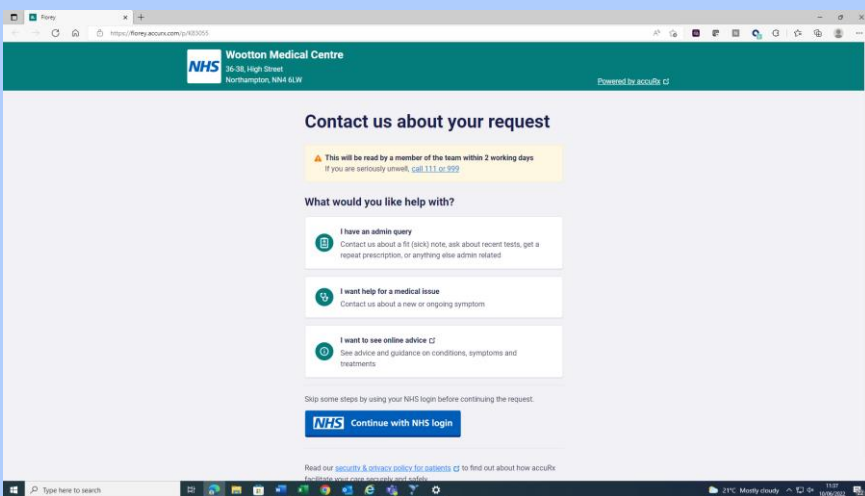 Florey
https://florey.accurx.com/p/K83055
NHS
Wootton Medical Centre
36-38, High Street
Northampton, NN4 6LW
Powered by accuRx
Contact us about your request
This will be read by a member of the team within 2 working days
If you are seriously unwell, call 111 or 999
What would you like help with?
I have an admin query
Contact us about a fit (sick) note, ask about recent tests, get a
repeat prescription, or anything else admin related
I want help for a medical issue
Contact us about a new or ongoing symptom
I want to see online advice
See advice and guidance on conditions, symptoms and
treatments
Skip some steps by using your NHS login before continuing the request.
NHS Continue with NHS login
Read our security & privacy policy for patients to find out about how accuRx
facilitate your care securely and safely
Type here to search
21°C Mostly cloudy
11:07
10/06/2022